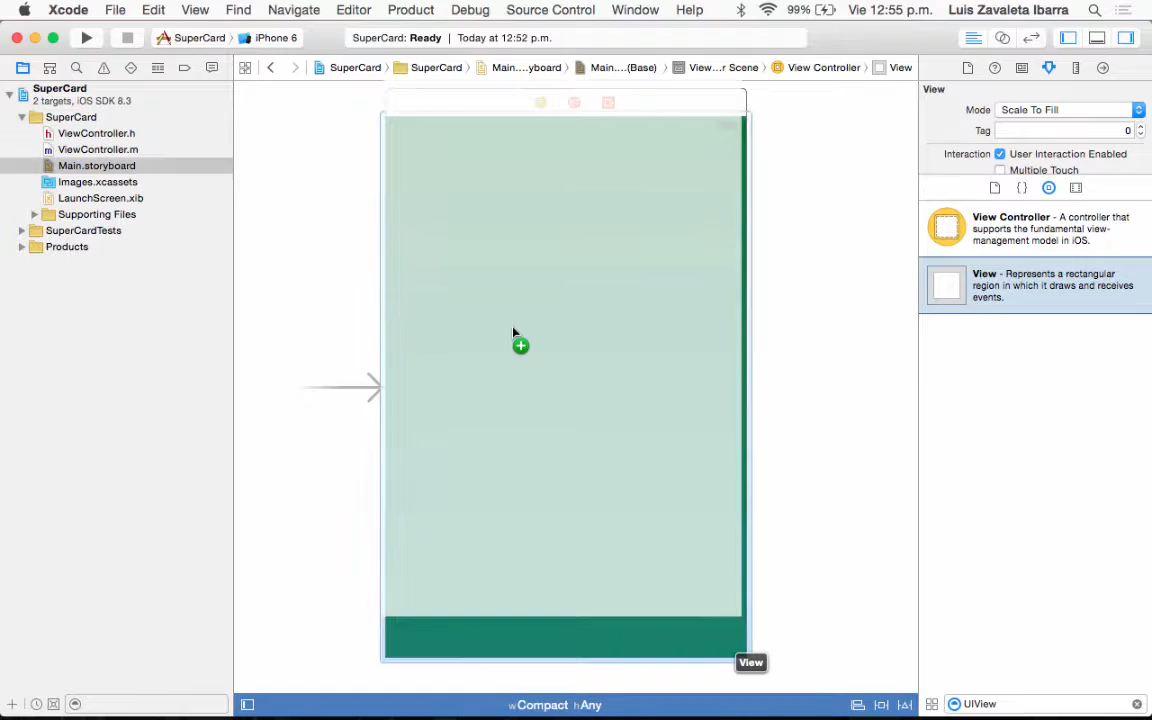 Xcode File Edit View Find Navigate Editor Product Debug Source Control Window Help 99% Vie 12:55 p.m. Luis Zavaleta Ibarra
SuperCard iPhone 6 SuperCard: Ready | Today at 12:52 p.m.
SuperCard SuperCard Main....yboard Main....(Base) View...r Scene View Controller View
SuperCard
2 targets, iOS SDK 8.3
SuperCard
ViewController.h
ViewController.m
Main.storyboard
Images.xcassets
LaunchScreen.xib
Supporting Files
SuperCardTests
Products
View
View
Mode Scale To Fill
Tag 0
Interaction User Interaction Enabled
Multiple Touch
View Controller - A controller that
supports the fundamental view-
management model in iOS.
View - Represents a rectangular
region in which it draws and receives
events.
wCompact hAny
UIView